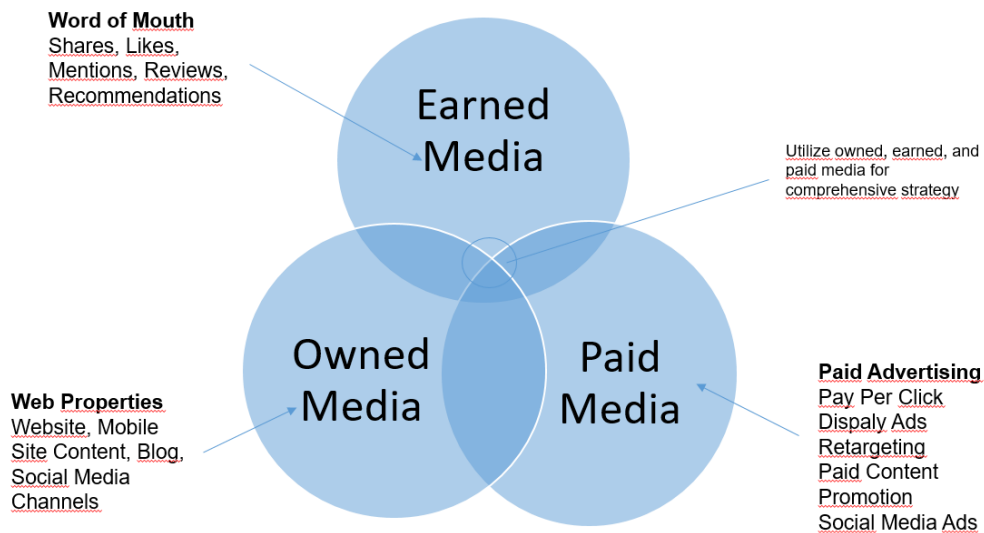 Word of Mouth
Shares, Likes,
Mentions, Reviews,
Recommendations
Earned
Media
Utilize owned, earned, and
paid media for
comprehensive strategy
Owned
Media
Paid
Media
Web Properties
Website, Mobile
Site Content, Blog,
Social Media
Channels
Paid Advertising
Pay Per Click
Dispaly Ads
Retargeting
Paid Content
Promotion
Social Media Ads